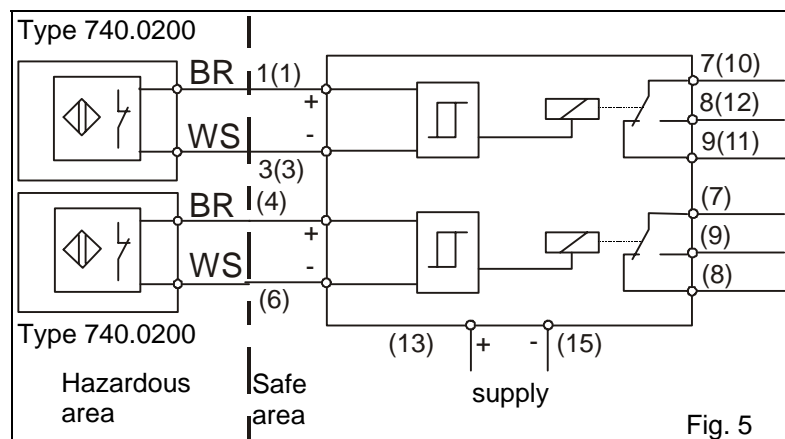 Type 740.0200
BR
1(1)
+
-
WS
3(3)
7(10)
8(12)
9(11)
BR
(4)
+
-
WS
(6)
(7)
(9)
(8)
Type 740.0200
(13)
+
-
(15)
supply
Hazardous
area
Safe
area
Fig. 5